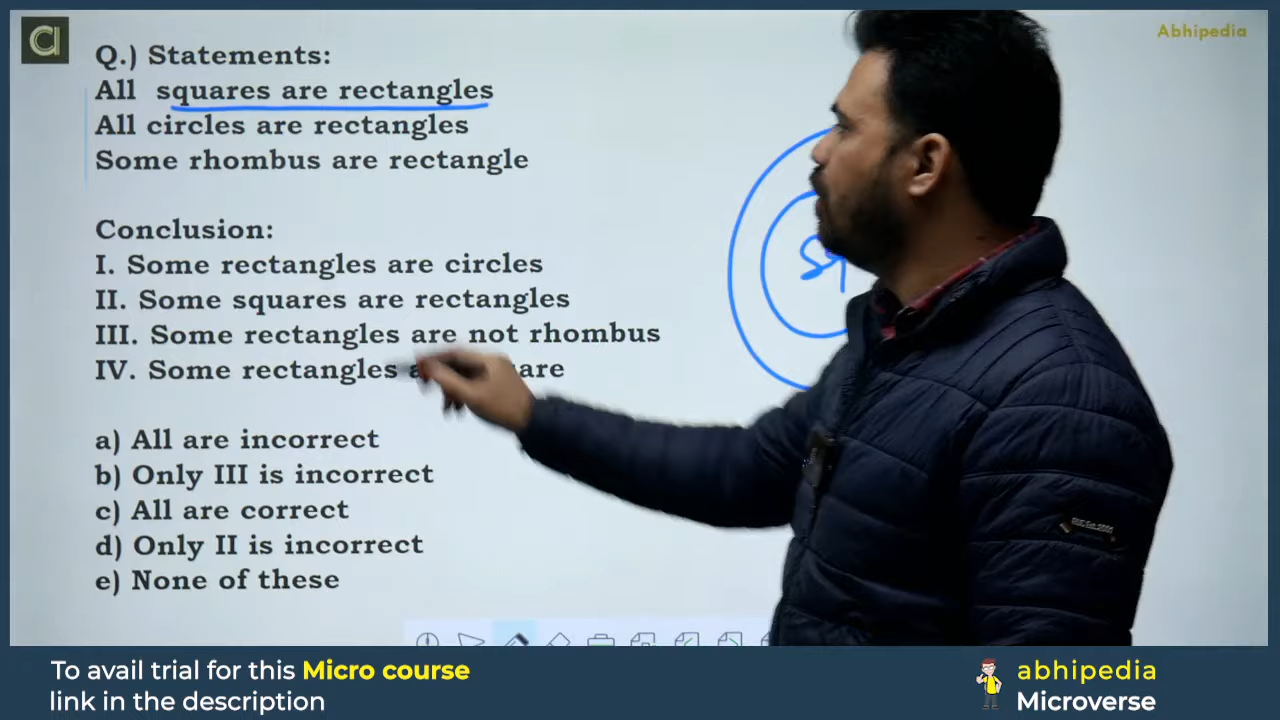 Abhipedia
Q.) Statements:
All squares are rectangles
All circles are rectangles
Some rhombus are rectangle
Conclusion:
I. Some rectangles are circles
II. Some squares are rectangles
III. Some rectangles are not rhombus
IV. Some rectangles
a) All are incorrect
b) Only III is incorrect
c) All are correct
d) Only II is incorrect
e) None of these
Sq
To avail trial for this Micro course
link in the description
abhipedia
Microverse